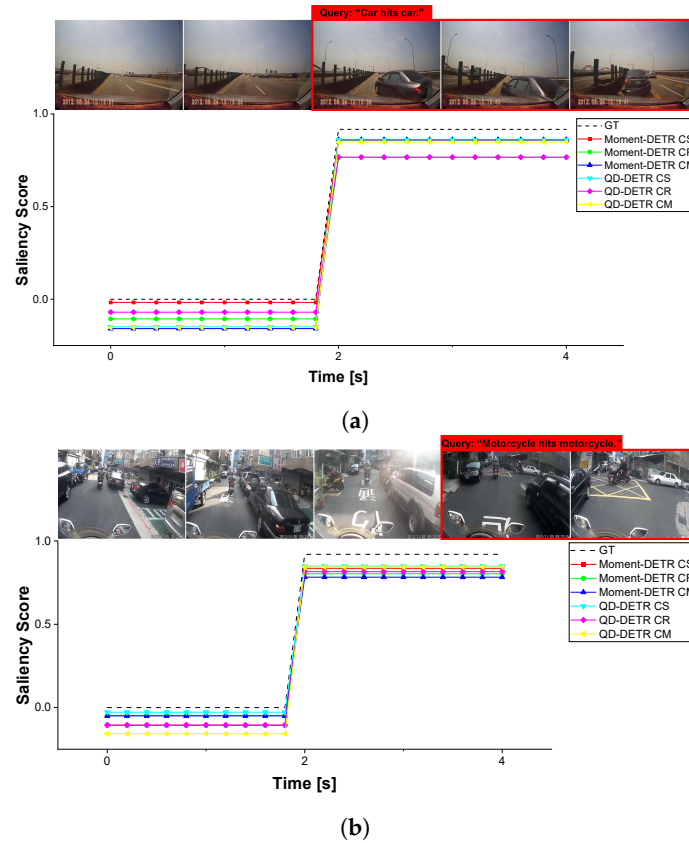 Query: “Car hits car.”
2012.08.24
1.0
0.5
0.0
Saliency Score
0
2
4
Time [s]
GT
Moment-DETR CS
Moment-DETR CR
Moment-DETR CM
QD-DETR CS
QD-DETR CR
QD-DETR CM
(a)
Query: “Motorcycle hits motorcycle.”
1.0
0.5
0.0
Saliency Score
0
2
4
Time [s]
GT
Moment-DETR CS
Moment-DETR CR
Moment-DETR CM
QD-DETR CS
QD-DETR CR
QD-DETR CM
(b)